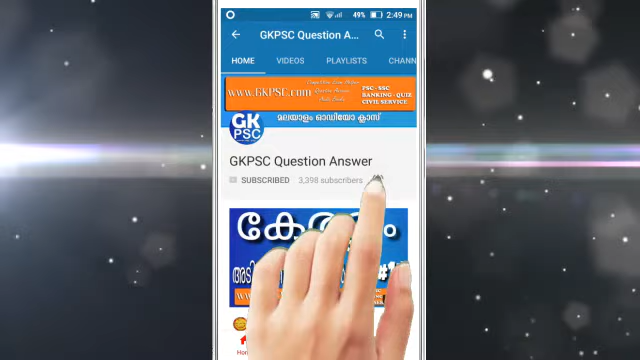 49% 2:49 PM
GKPSC Question A...
HOME VIDEOS PLAYLISTS CHANN
www.GKPSC.com
PSC - SSC
BANKING - QUIZ
CIVIL SERVICE
മലയാളം ഓഡിയോ ക്ലാസ്
GK
PSC
GKPSC Question Answer
SUBSCRIBED 3,398 subscribers